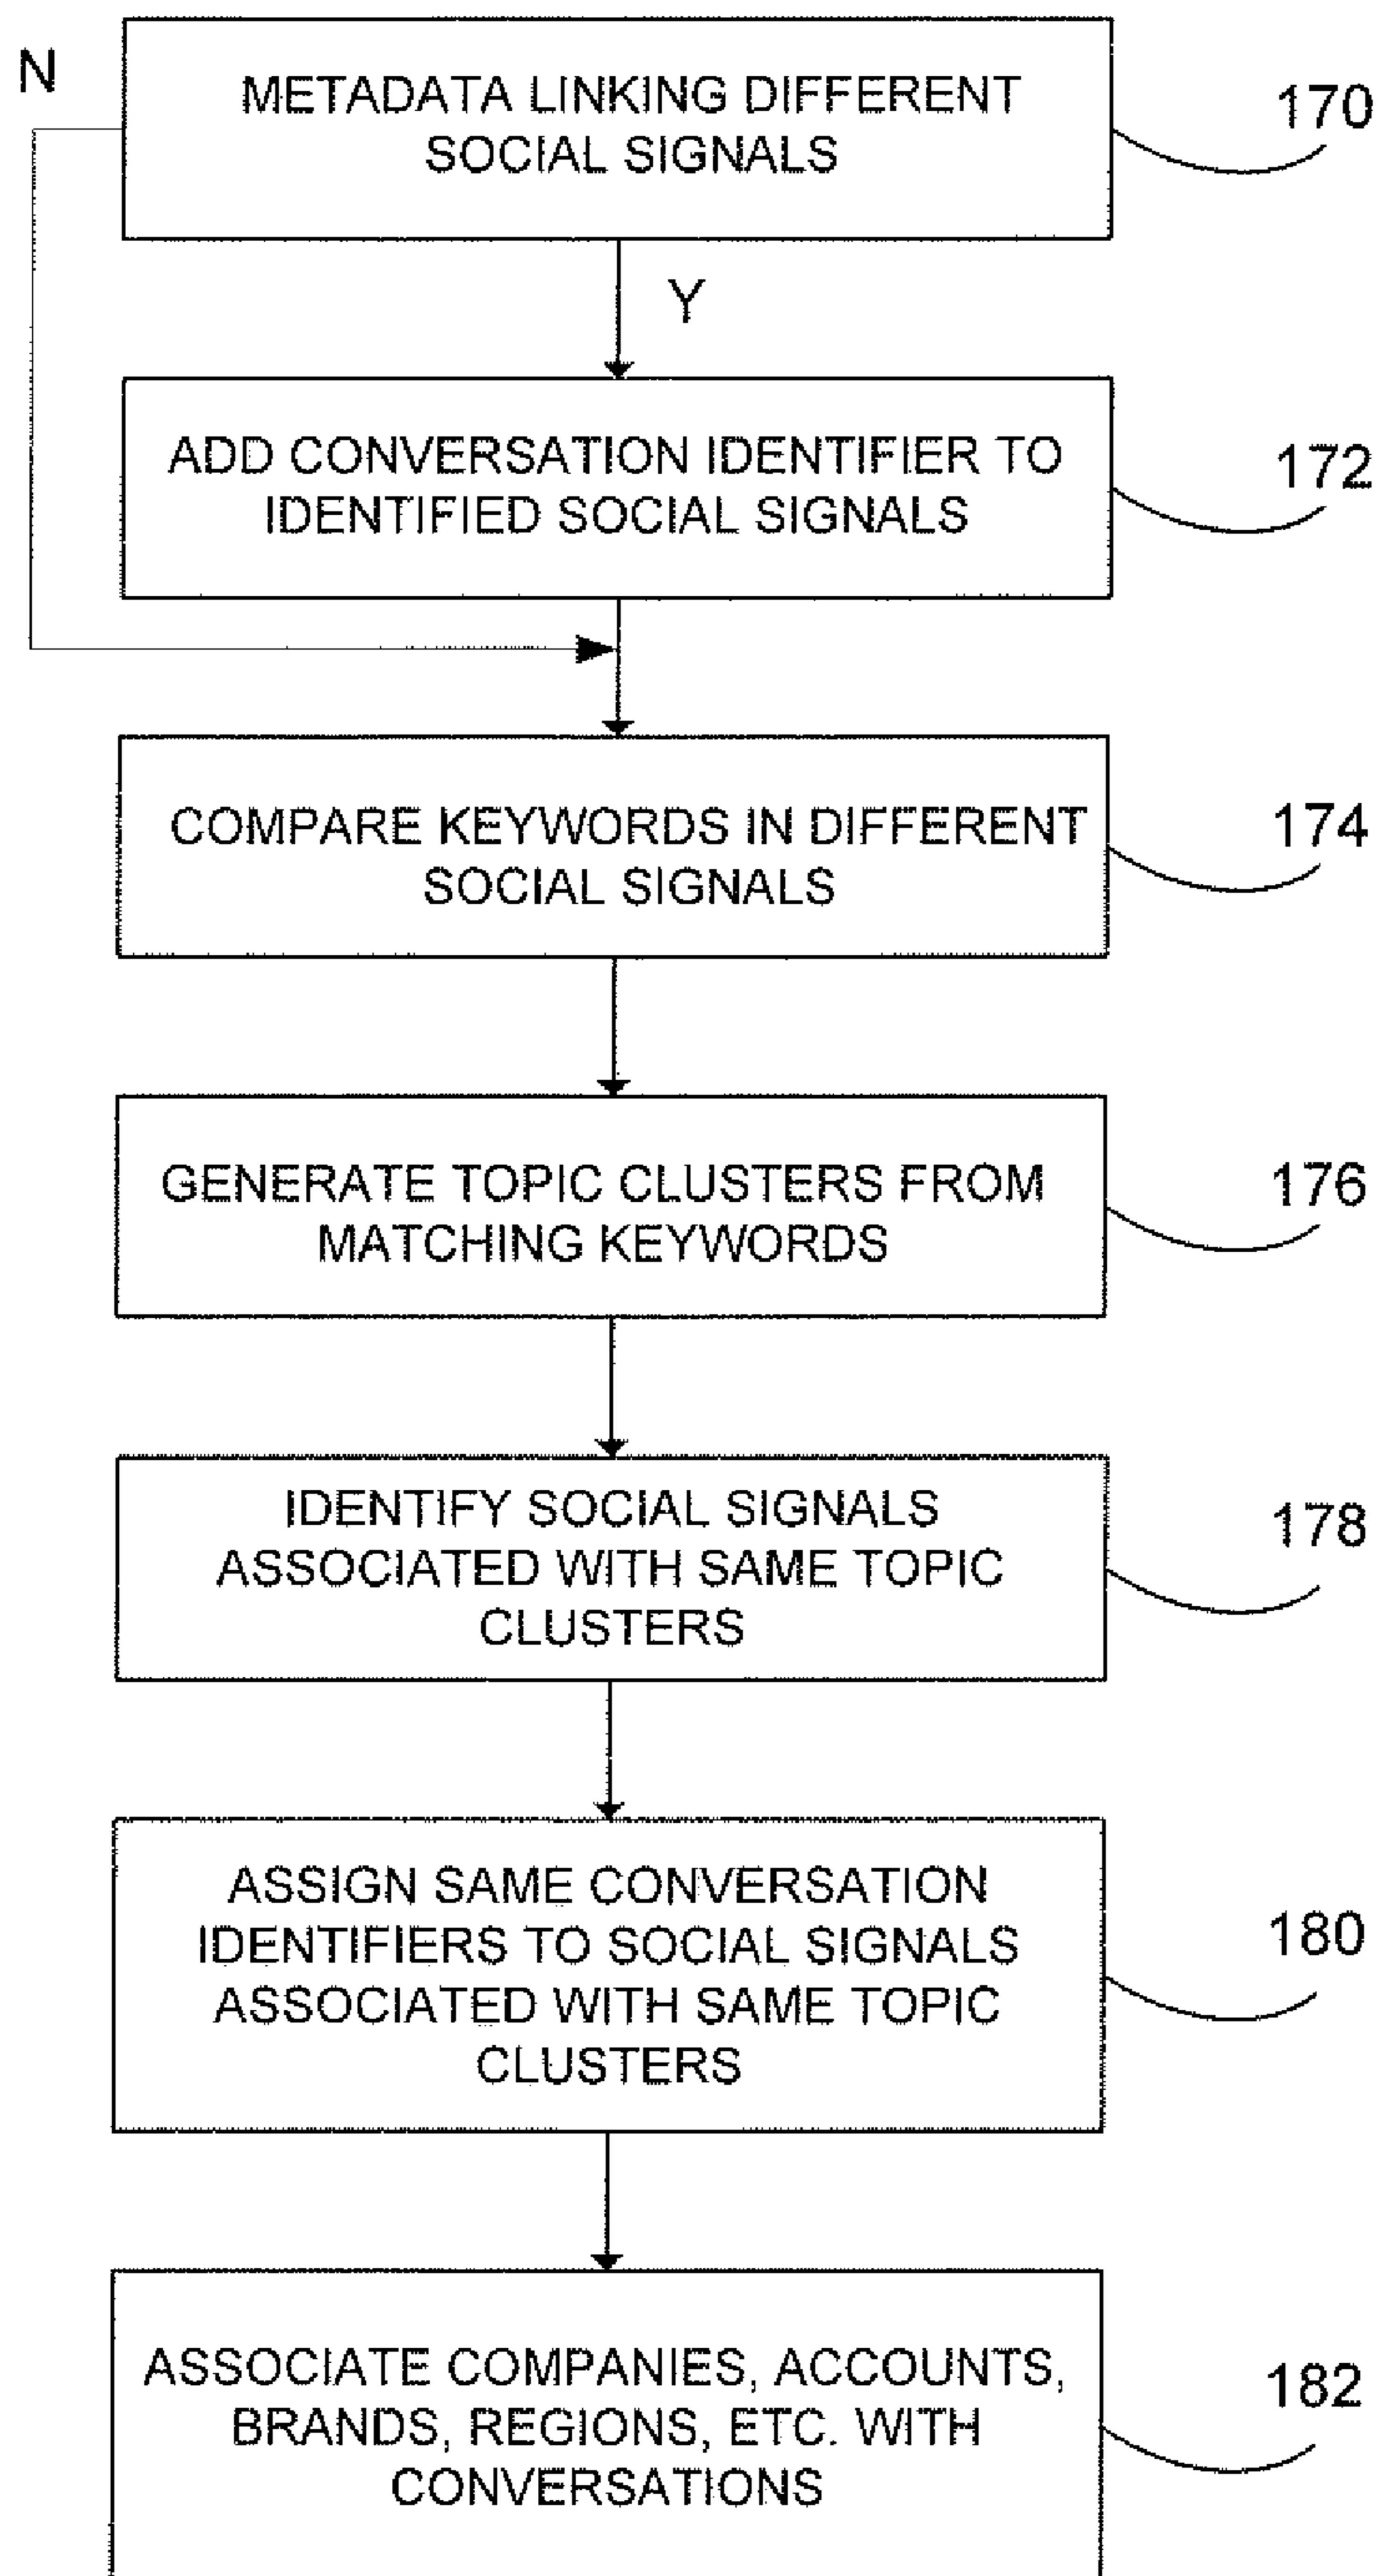 N
METADATA LINKING DIFFERENT
SOCIAL SIGNALS
170
Y
ADD CONVERSATION IDENTIFIER TO
IDENTIFIED SOCIAL SIGNALS
172
COMPARE KEYWORDS IN DIFFERENT
SOCIAL SIGNALS
174
GENERATE TOPIC CLUSTERS FROM
MATCHING KEYWORDS
176
IDENTIFY SOCIAL SIGNALS
ASSOCIATED WITH SAME TOPIC
CLUSTERS
178
ASSIGN SAME CONVERSATION
IDENTIFIERS TO SOCIAL SIGNALS
ASSOCIATED WITH SAME TOPIC
CLUSTERS
180
ASSOCIATE COMPANIES, ACCOUNTS,
BRANDS, REGIONS, ETC. WITH
CONVERSATIONS
182